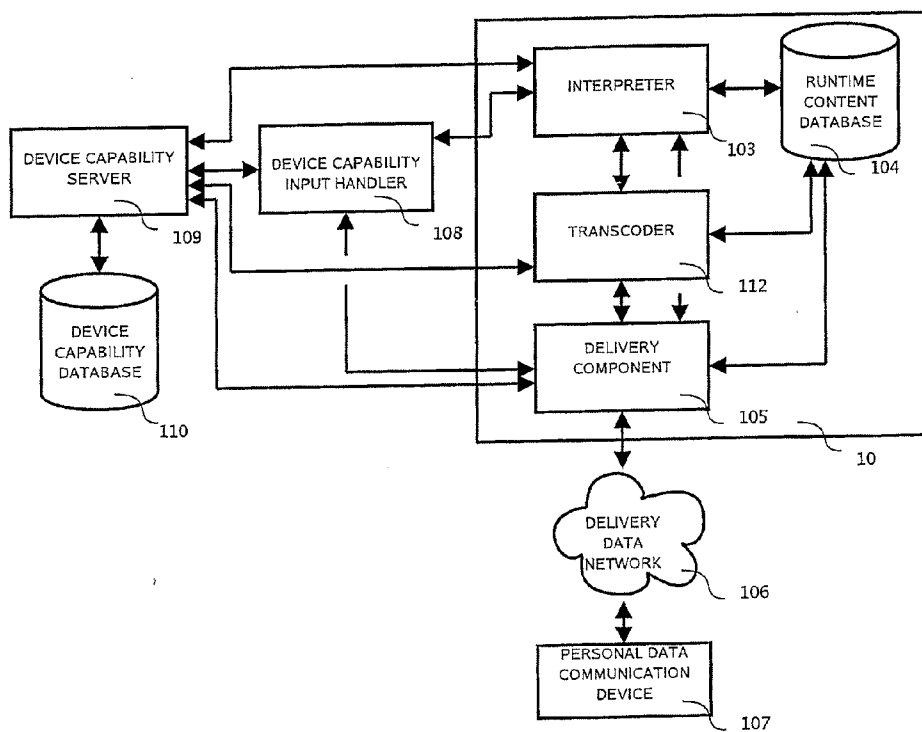 INTERPRETER
103
RUNTIME
CONTENT
DATABASE
104
DEVICE CAPABILITY
SERVER
109
DEVICE CAPABILITY
INPUT HANDLER
108
TRANSCODER
112
DEVICE
CAPABILITY
DATABASE
110
DELIVERY
COMPONENT
105
10
DELIVERY
DATA
NETWORK
106
PERSONAL DATA
COMMUNICATION
DEVICE
107